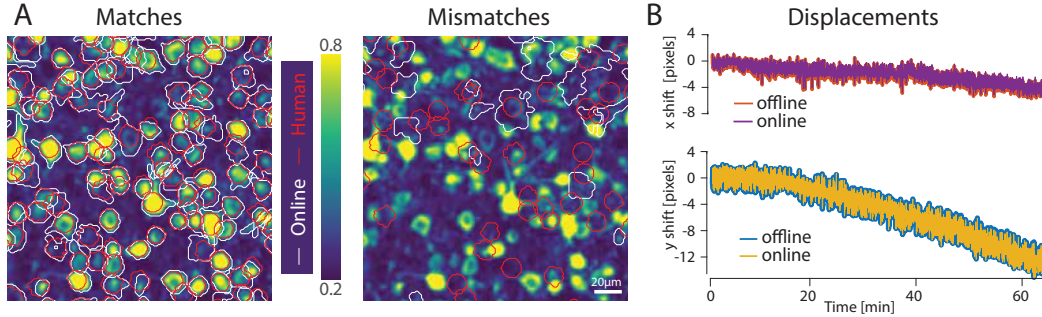 A Matches
Mismatches
B Displacements
0.8
Online
Human
0.2
20μm
x shift [pixels]
4
0
-4
-8
offline
online
y shift [pixels]
4
0
-4
-8
-12
offline
online
0
20
40
60
Time [min]